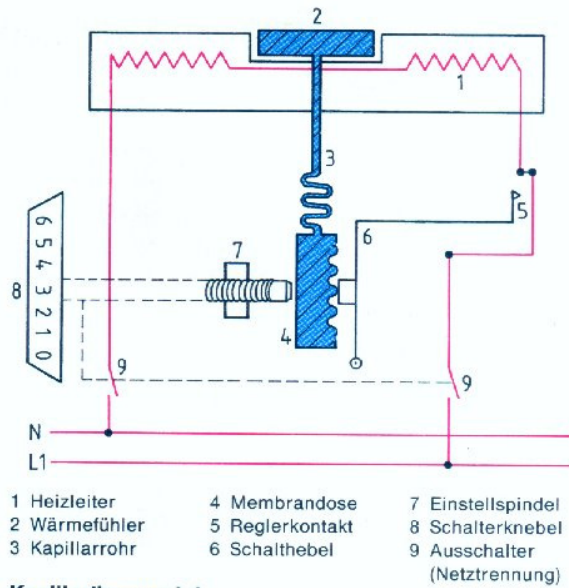 2
1
3
5
6
7
8
6 5 4 3 2 1 0
4
9
9
N
L1
1 Heizleiter
2 Wärmefühler
3 Kapillarrohr
4 Membrandose
5 Reglerkontakt
6 Schalthebel
7 Einstellspindel
8 Schalterknebel
9 Ausschalter
(Netztrennung)